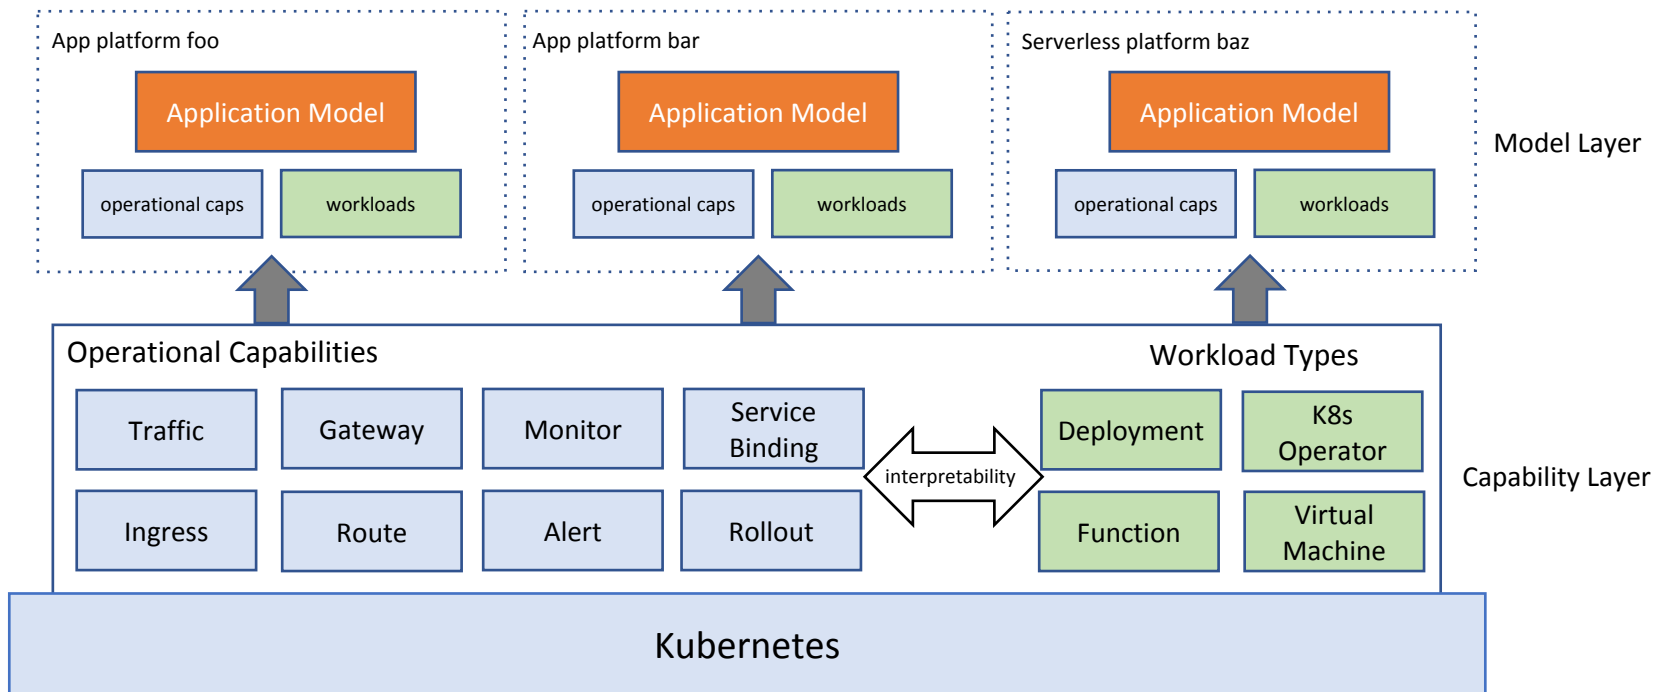 App platform foo
App platform bar
Serverless platform baz
Application Model
Application Model
Application Model
Model Layer
operational caps
workloads
operational caps
workloads
operational caps
workloads
Operational Capabilities
Workload Types
Traffic
Gateway
Monitor
Service
Binding
Deployment
K8s
Operator
interpretability
Capability Layer
Ingress
Route
Alert
Rollout
Function
Virtual
Machine
Kubernetes